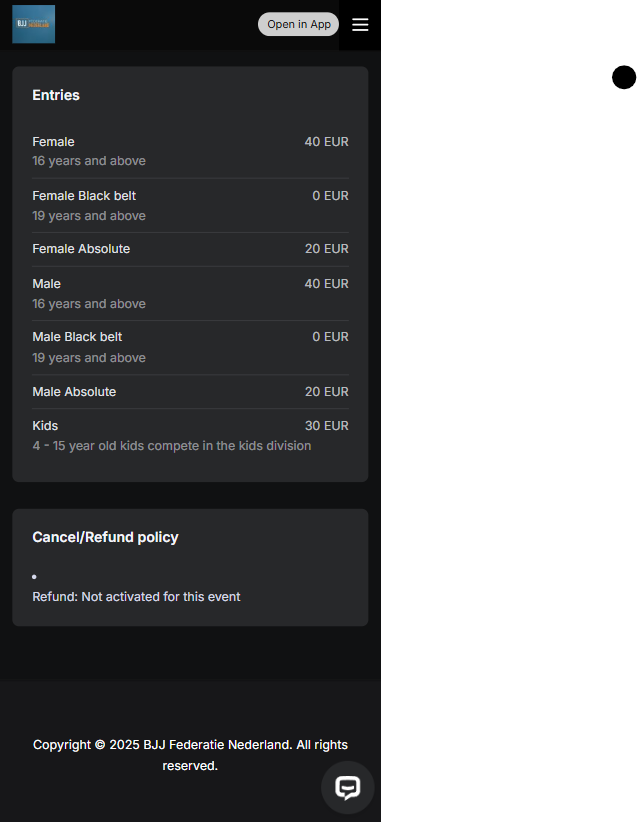 BJJ FEDERATIE
NEDERLAND
Open in App
Entries
Female 40 EUR
16 years and above
Female Black belt 0 EUR
19 years and above
Female Absolute 20 EUR
Male 40 EUR
16 years and above
Male Black belt 0 EUR
19 years and above
Male Absolute 20 EUR
Kids 30 EUR
4 - 15 year old kids compete in the kids division
Cancel/Refund policy
•
Refund: Not activated for this event
Copyright © 2025 BJJ Federatie Nederland. All rights
reserved.